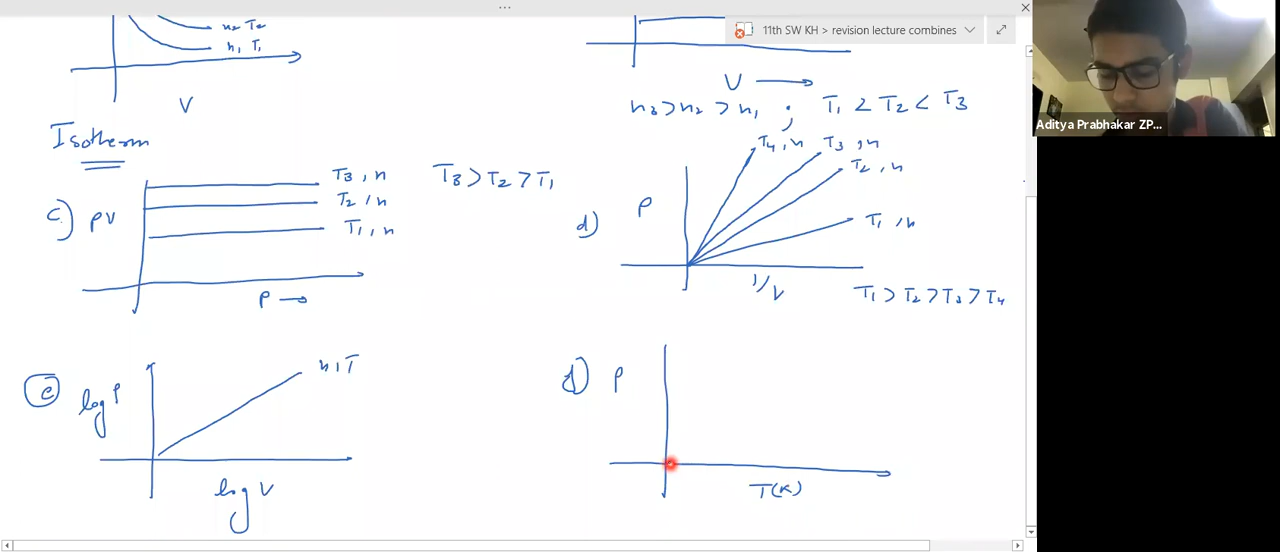 n₂ T₂
n₁ T₁
V
11th SW KH > revision lecture combines
V
n₃ > n₂ > n₁ ; T₁ < T₂ < T₃
Aditya Prabhakar ZP...
Isotherm
c) PV
T₃, n
T₂, n
T₁, n
P
T₃ > T₂ > T₁
d) P
T₄, n
T₃, n
T₂, n
T₁, n
1/V
T₁ > T₂ > T₃ > T₄
e log P
n, T
log V
f) P
T(K)